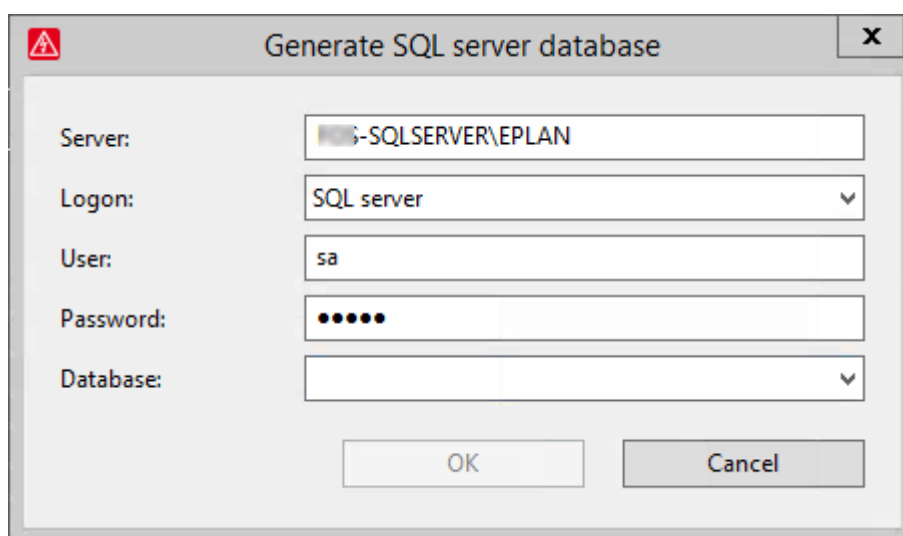 Generate SQL server database
Server: -SQLSERVER\EPLAN
Logon: SQL server
User: sa
Password: •••••
Database:
OK Cancel